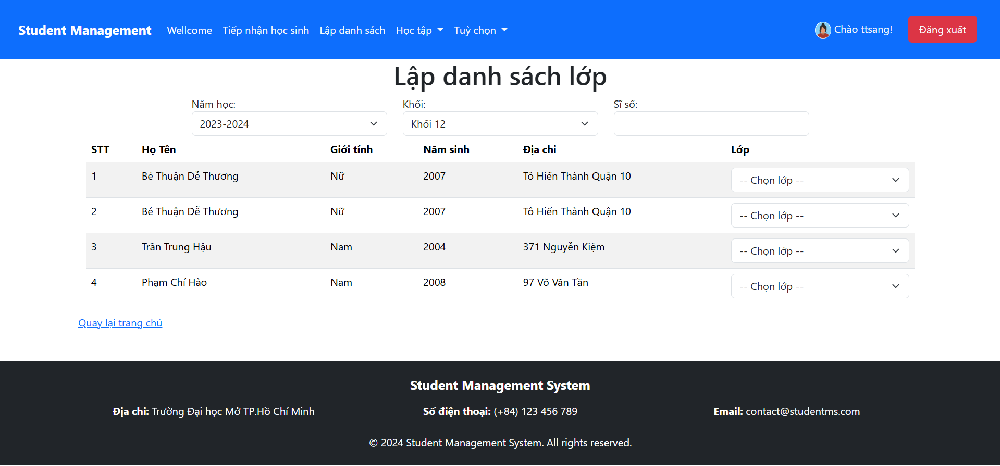 Student Management Wellcome Tiếp nhận học sinh Lập danh sách Học tập Tuỳ chọn Chào ttsang! Đăng xuất
Lập danh sách lớp
Năm học: Khối: Sĩ số:
2023-2024 Khối 12
STT Họ Tên Giới tính Năm sinh Địa chỉ Lớp
1 Bé Thuận Dễ Thương Nữ 2007 Tô Hiến Thành Quận 10 -- Chọn lớp --
2 Bé Thuận Dễ Thương Nữ 2007 Tô Hiến Thành Quận 10 -- Chọn lớp --
3 Trần Trung Hậu Nam 2004 371 Nguyễn Kiệm -- Chọn lớp --
4 Phạm Chí Hào Nam 2008 97 Võ Văn Tần -- Chọn lớp --
Quay lại trang chủ
Student Management System
Địa chỉ: Trường Đại học Mở TP.Hồ Chí Minh Số điện thoại: (+84) 123 456 789 Email: contact@studentms.com
© 2024 Student Management System. All rights reserved.